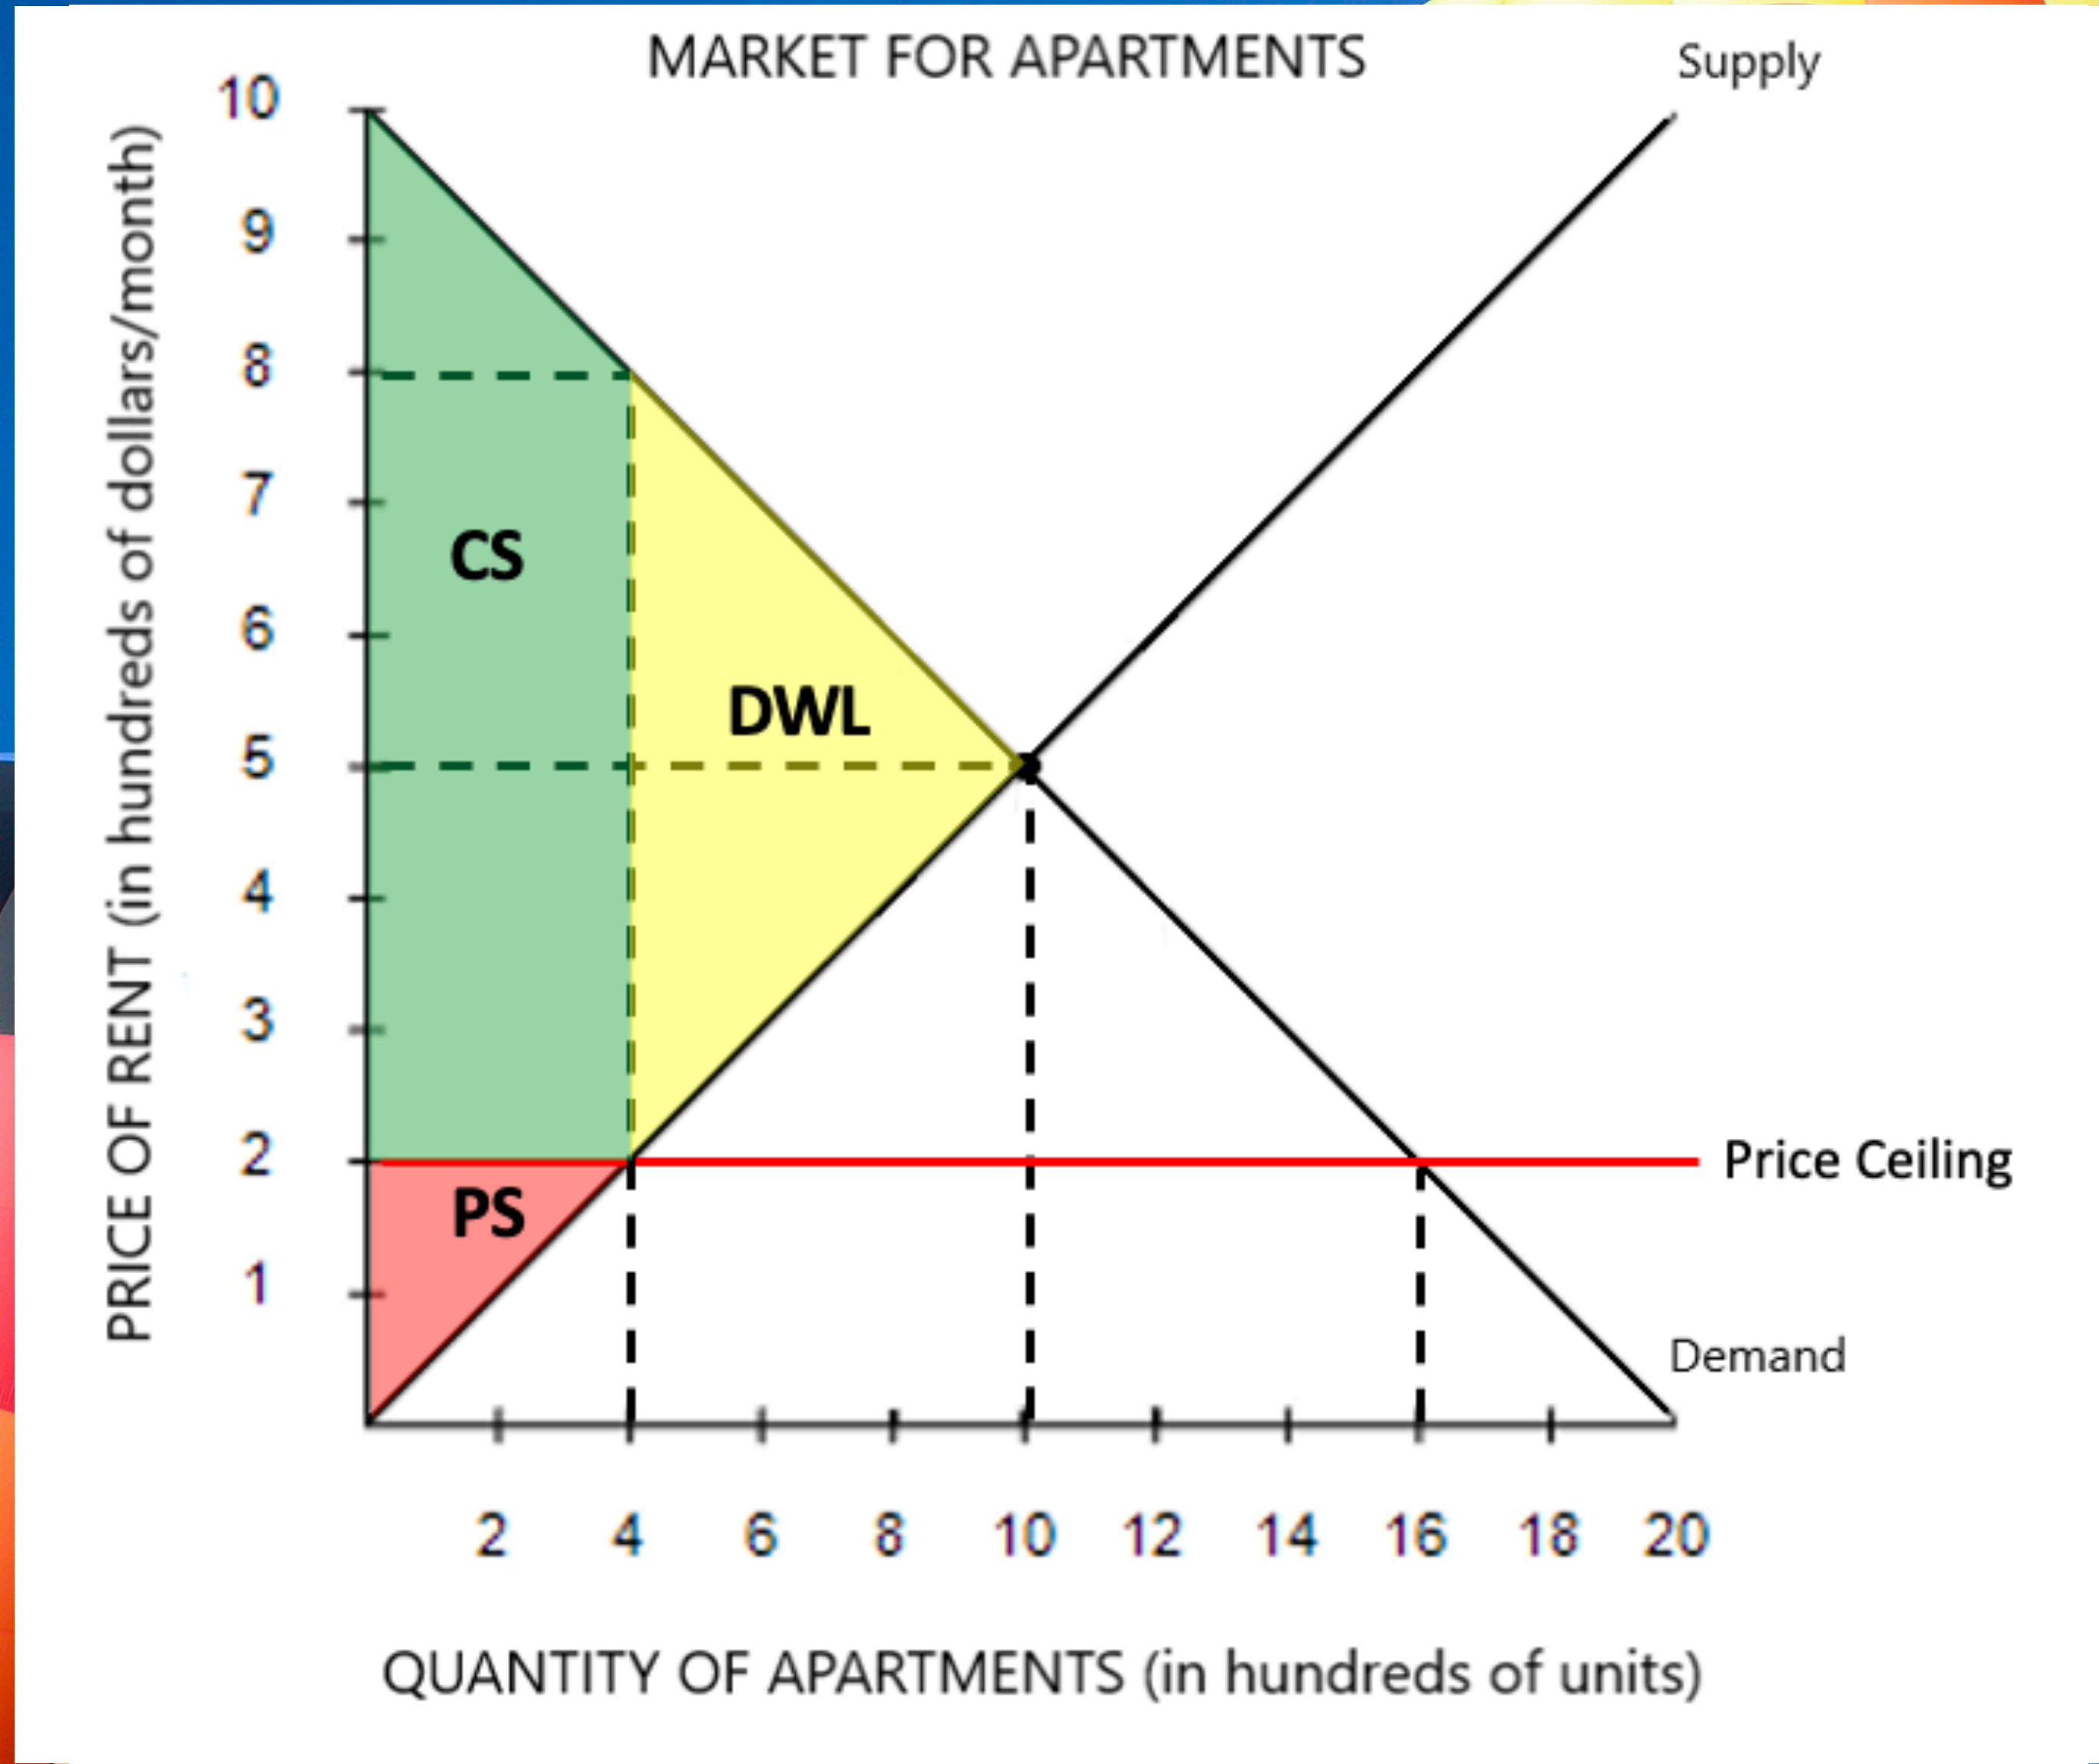 MARKET FOR APARTMENTS
Supply
PRICE OF RENT (in hundreds of dollars/month)
10
9
8
7
6
5
4
3
2
1
CS
DWL
PS
Price Ceiling
Demand
2 4 6 8 10 12 14 16 18 20
QUANTITY OF APARTMENTS (in hundreds of units)